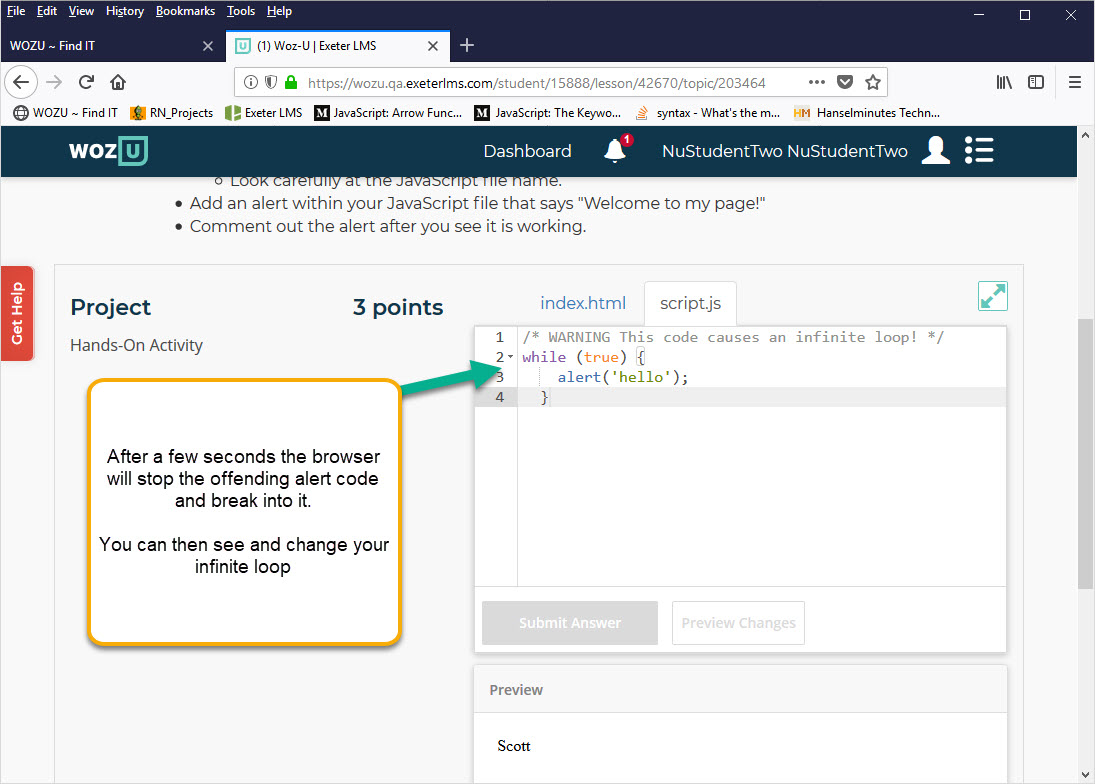 File Edit View History Bookmarks Tools Help
WOZU ~ Find IT
(1) Woz-U | Exeter LMS
https://wozu.qa.exeterlms.com/student/15888/lesson/42670/topic/203464
WOZU ~ Find IT RN_Projects Exeter LMS M JavaScript: Arrow Func... M JavaScript: The Keywo... syntax - What's the m... HM Hanselminutes Techn...
WOZ U Dashboard 1 NuStudentTwo NuStudentTwo
Look carefully at the JavaScript file name.
Add an alert within your JavaScript file that says "Welcome to my page!"
Comment out the alert after you see it is working.
Get Help
Project 3 points
Hands-On Activity
index.html script.js
1 /* WARNING This code causes an infinite loop! */
2 while (true) {
3 alert('hello');
4 }
After a few seconds the browser
will stop the offending alert code
and break into it.
You can then see and change your
infinite loop
Submit Answer Preview Changes
Preview
Scott